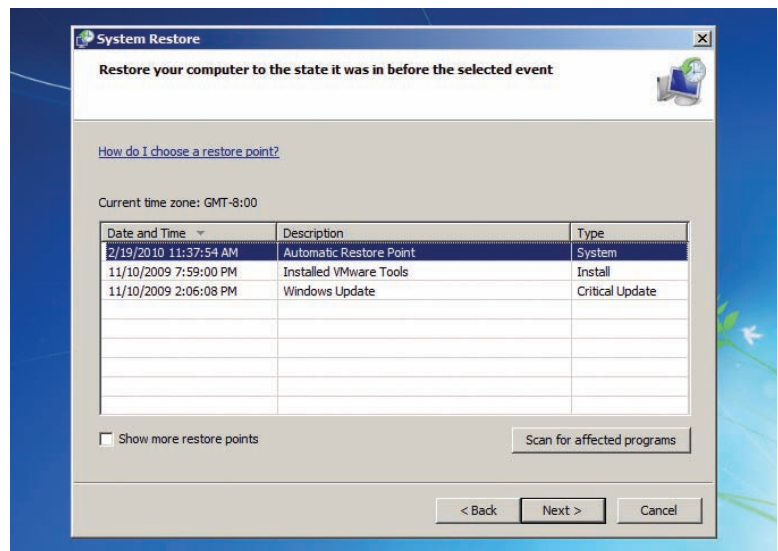 System Restore
Restore your computer to the state it was in before the selected event
How do I choose a restore point?
Current time zone: GMT-8:00
Date and Time Description Type
2/19/2010 11:37:54 AM Automatic Restore Point System
11/10/2009 7:59:00 PM Installed VMware Tools Install
11/10/2009 2:06:08 PM Windows Update Critical Update
Show more restore points Scan for affected programs
< Back Next > Cancel